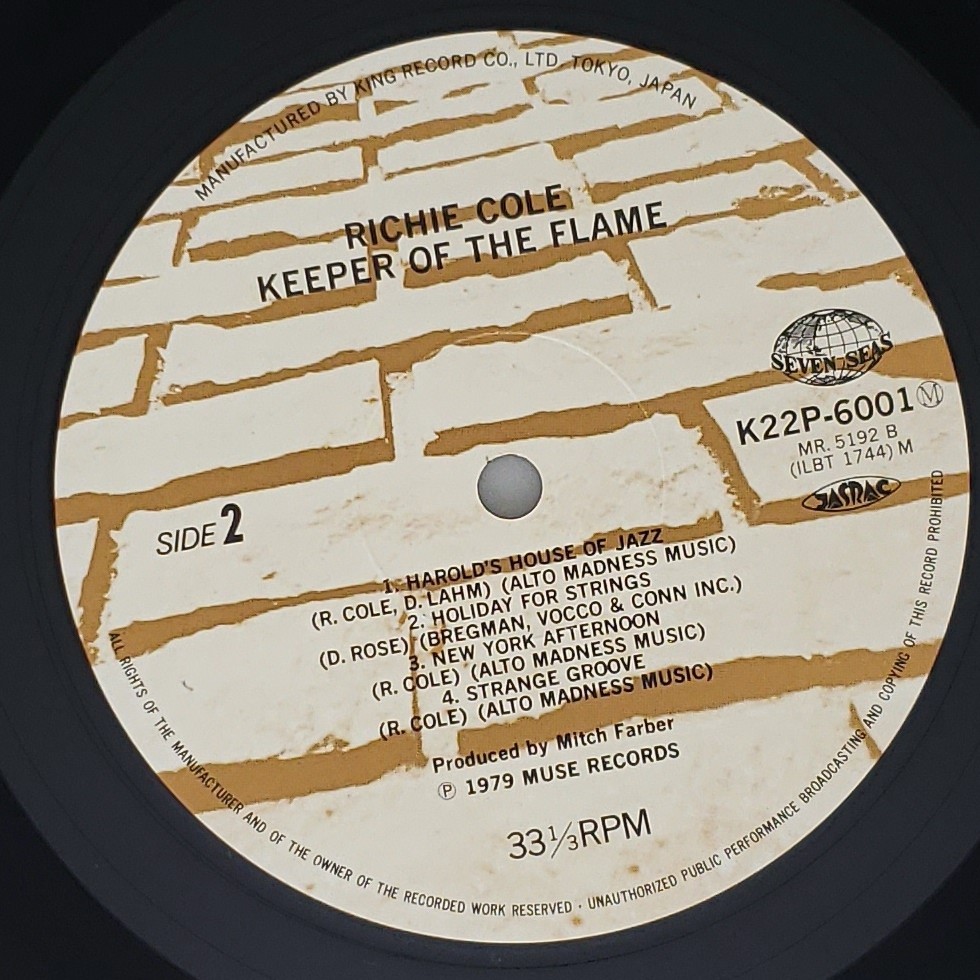 MANUFACTURED BY KING RECORD CO., LTD. TOKYO, JAPAN
RICHIE COLE
KEEPER OF THE FLAME
SEVEN SEAS
K22P-6001 Ⓜ
MR. 5192 B
(ILBT 1744) M
JASRAC
SIDE 2
1. HAROLD'S HOUSE OF JAZZ
(R. COLE, D. LAHM) (ALTO MADNESS MUSIC)
2. HOLIDAY FOR STRINGS
(D. ROSE) (BREGMAN, VOCCO & CONN INC.)
3. NEW YORK AFTERNOON
(R. COLE) (ALTO MADNESS MUSIC)
4. STRANGE GROOVE
(R. COLE) (ALTO MADNESS MUSIC)
Produced by Mitch Farber
℗ 1979 MUSE RECORDS
33⅓RPM
ALL RIGHTS OF THE MANUFACTURER AND OF THE OWNER OF THE RECORDED WORK RESERVED · UNAUTHORIZED PUBLIC PERFORMANCE BROADCASTING AND COPYING OF THIS RECORD PROHIBITED